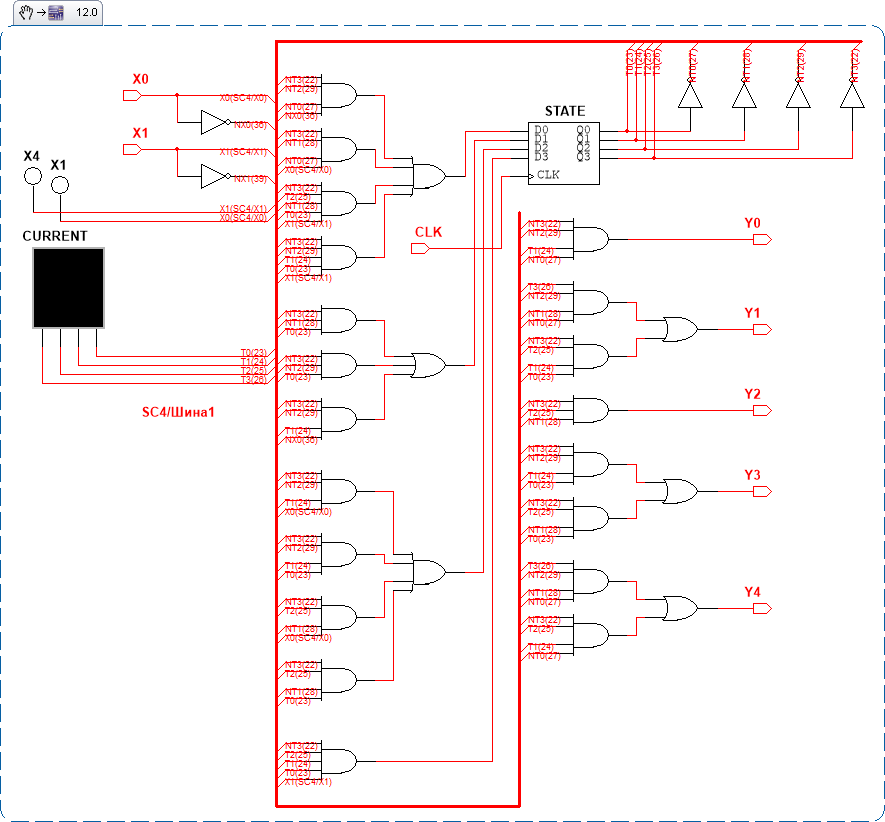 12.0
X0
X0(SC4/X0)
NX0(36)
X1
X1(SC4/X1)
NX1(39)
X4
X1
X1(SC4/X1)
X0(SC4/X0)
CURRENT
T0(23)
T1(24)
T2(25)
T3(26)
SC4/Шина1
NT3(22)
NT2(29)
NT0(27)
NX0(36)
NT3(22)
NT1(28)
NT0(27)
X0(SC4/X0)
NT3(22)
T2(25)
NT1(28)
T0(23)
X1(SC4/X1)
NT3(22)
NT2(29)
T1(24)
T0(23)
X1(SC4/X1)
NT3(22)
NT1(28)
T0(23)
NT3(22)
NT2(29)
T0(23)
NT3(22)
NT2(29)
T1(24)
NX0(36)
NT3(22)
NT2(29)
T1(24)
X0(SC4/X0)
NT3(22)
NT2(29)
T1(24)
T0(23)
NT3(22)
T2(25)
NT1(28)
X0(SC4/X0)
NT3(22)
T2(25)
NT1(28)
T0(23)
NT3(22)
T2(25)
T1(24)
T0(23)
X1(SC4/X1)
STATE
D0 Q0
D1 Q1
D2 Q2
D3 Q3
CLK
CLK
T0(23)
T1(24)
T2(25)
T3(26)
NT0(27)
NT1(28)
NT2(29)
NT3(22)
NT3(22)
NT2(29)
T1(24)
NT0(27)
Y0
T3(26)
NT2(29)
NT1(28)
NT0(27)
Y1
NT3(22)
T2(25)
T1(24)
T0(23)
NT3(22)
T2(25)
NT1(28)
Y2
NT3(22)
NT2(29)
T1(24)
T0(23)
Y3
NT3(22)
T2(25)
NT1(28)
T0(23)
T3(26)
NT2(29)
NT1(28)
NT0(27)
Y4
NT3(22)
T2(25)
T1(24)
NT0(27)